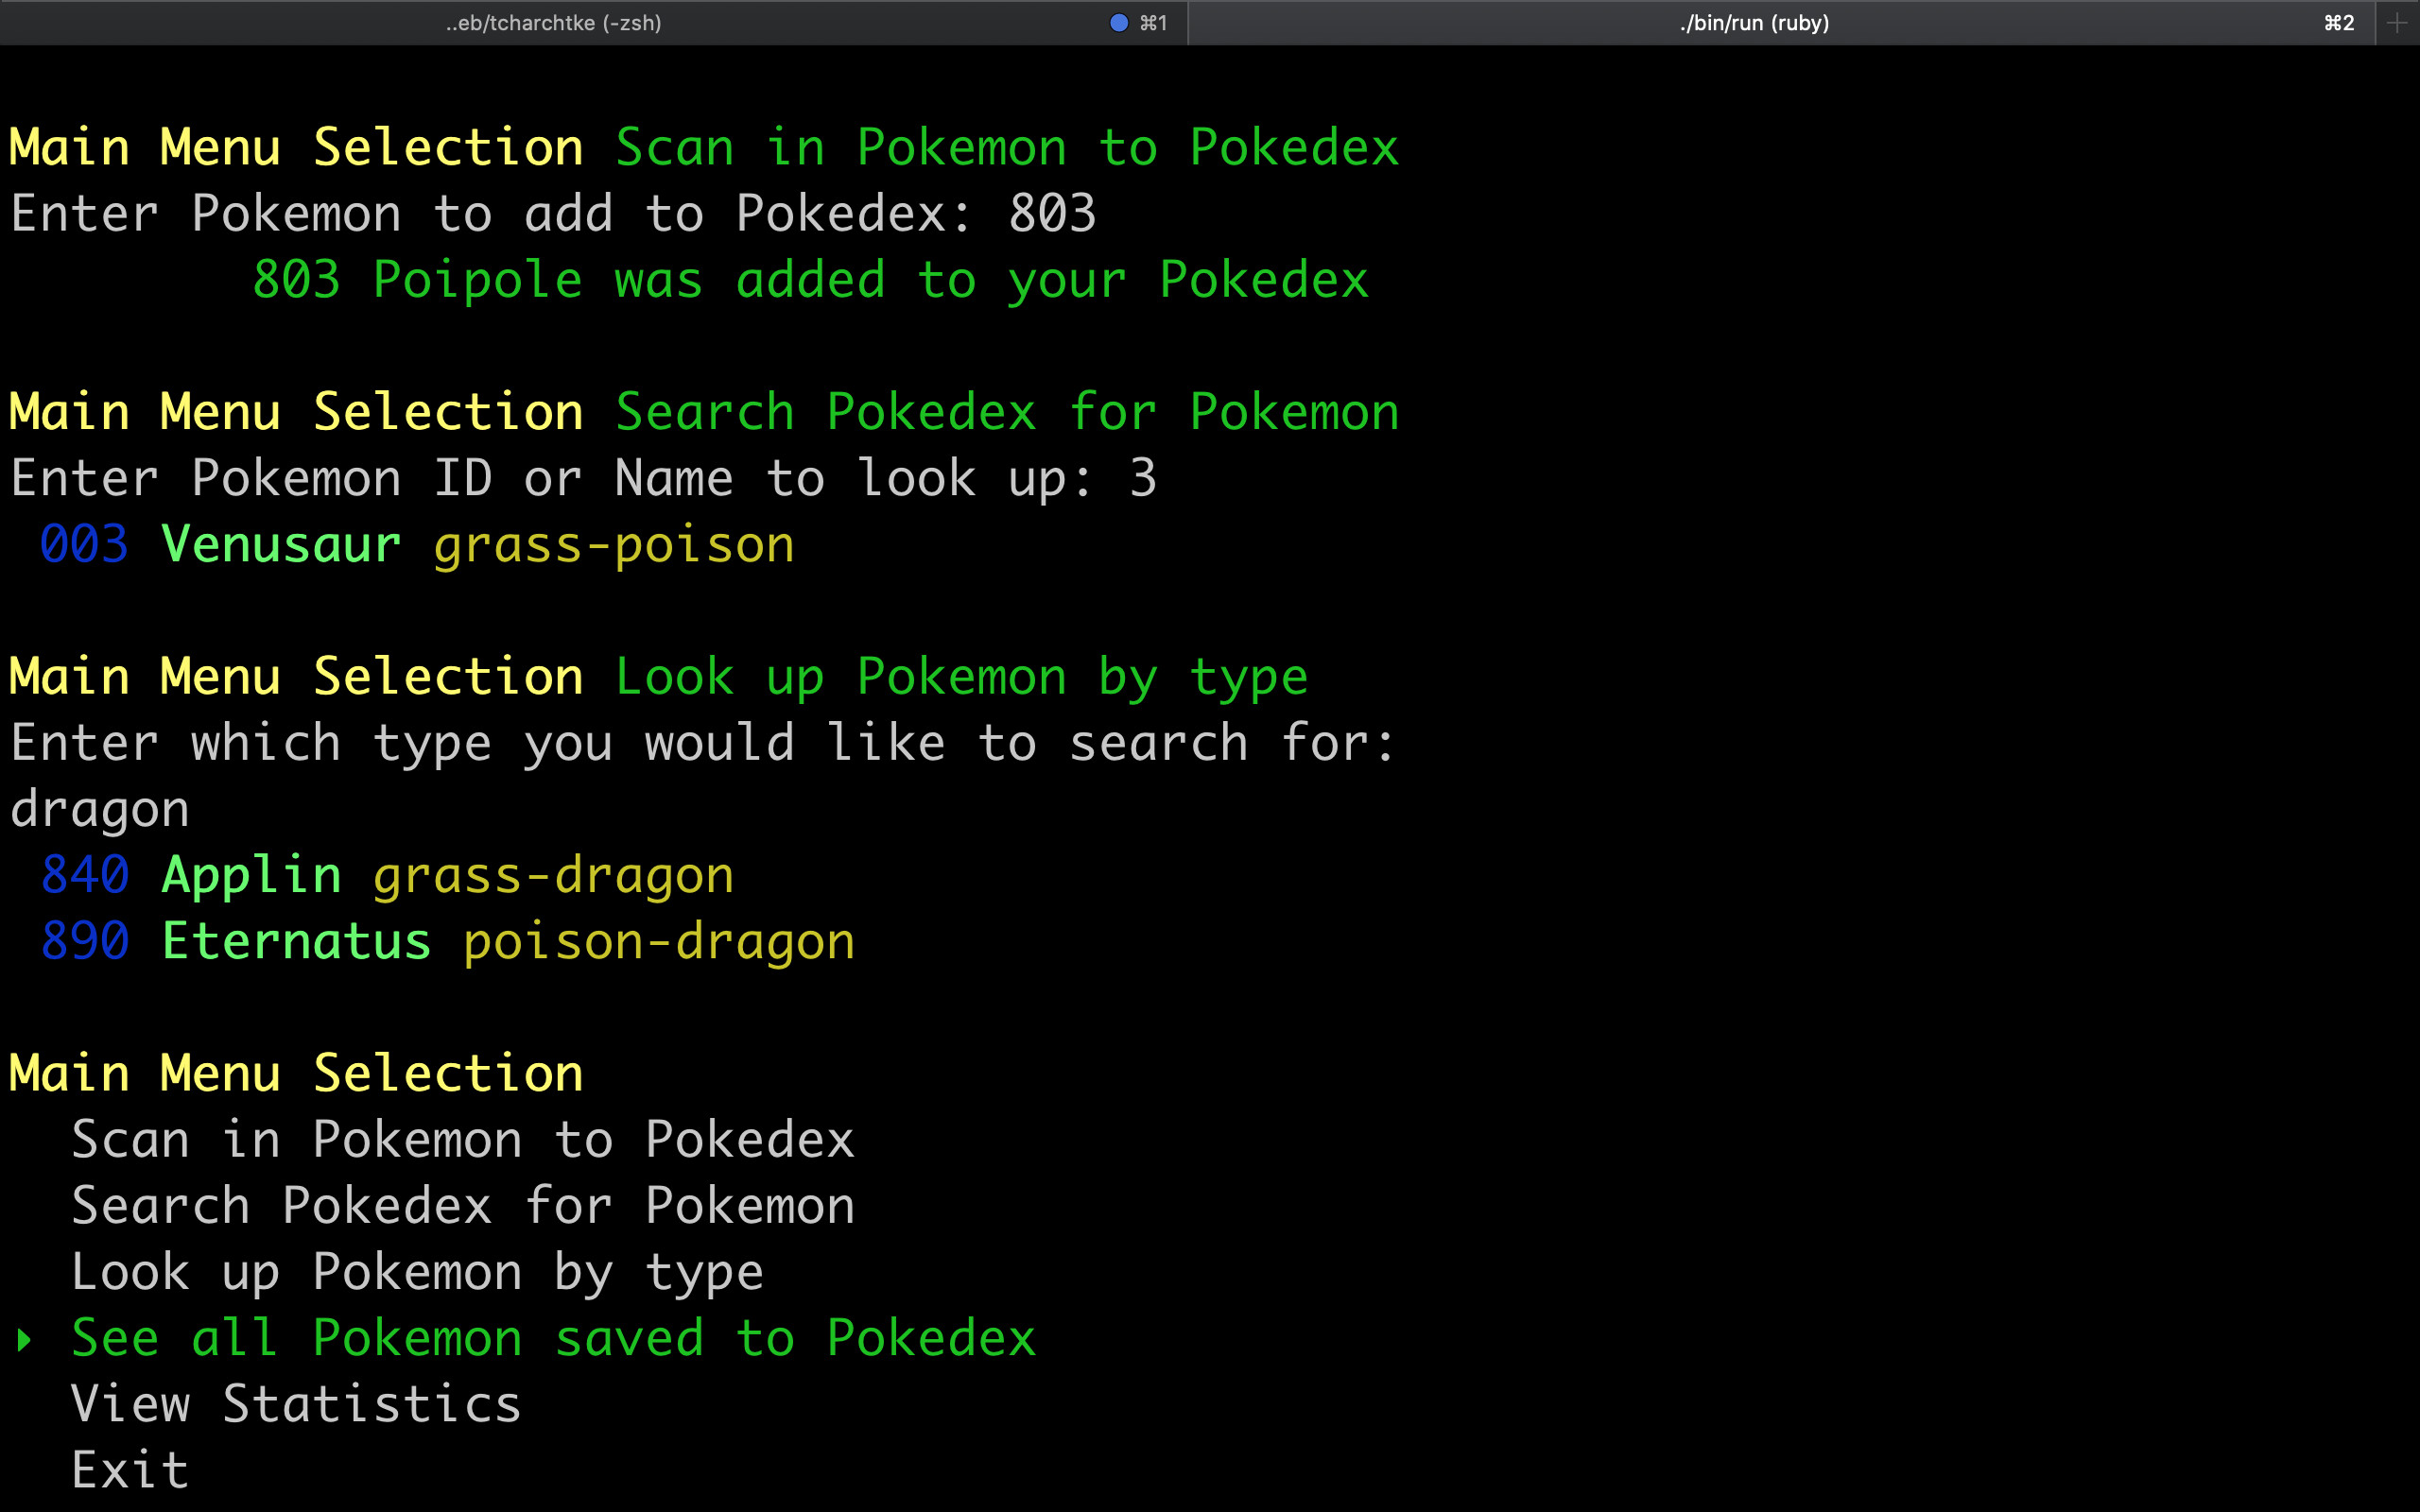 ..eb/tcharchtke (-zsh) ⌘1 ./bin/run (ruby) ⌘2 +
Main Menu Selection Scan in Pokemon to Pokedex
Enter Pokemon to add to Pokedex: 803
803 Poipole was added to your Pokedex
Main Menu Selection Search Pokedex for Pokemon
Enter Pokemon ID or Name to look up: 3
003 Venusaur grass-poison
Main Menu Selection Look up Pokemon by type
Enter which type you would like to search for:
dragon
840 Applin grass-dragon
890 Eternatus poison-dragon
Main Menu Selection
Scan in Pokemon to Pokedex
Search Pokedex for Pokemon
Look up Pokemon by type
‣ See all Pokemon saved to Pokedex
View Statistics
Exit